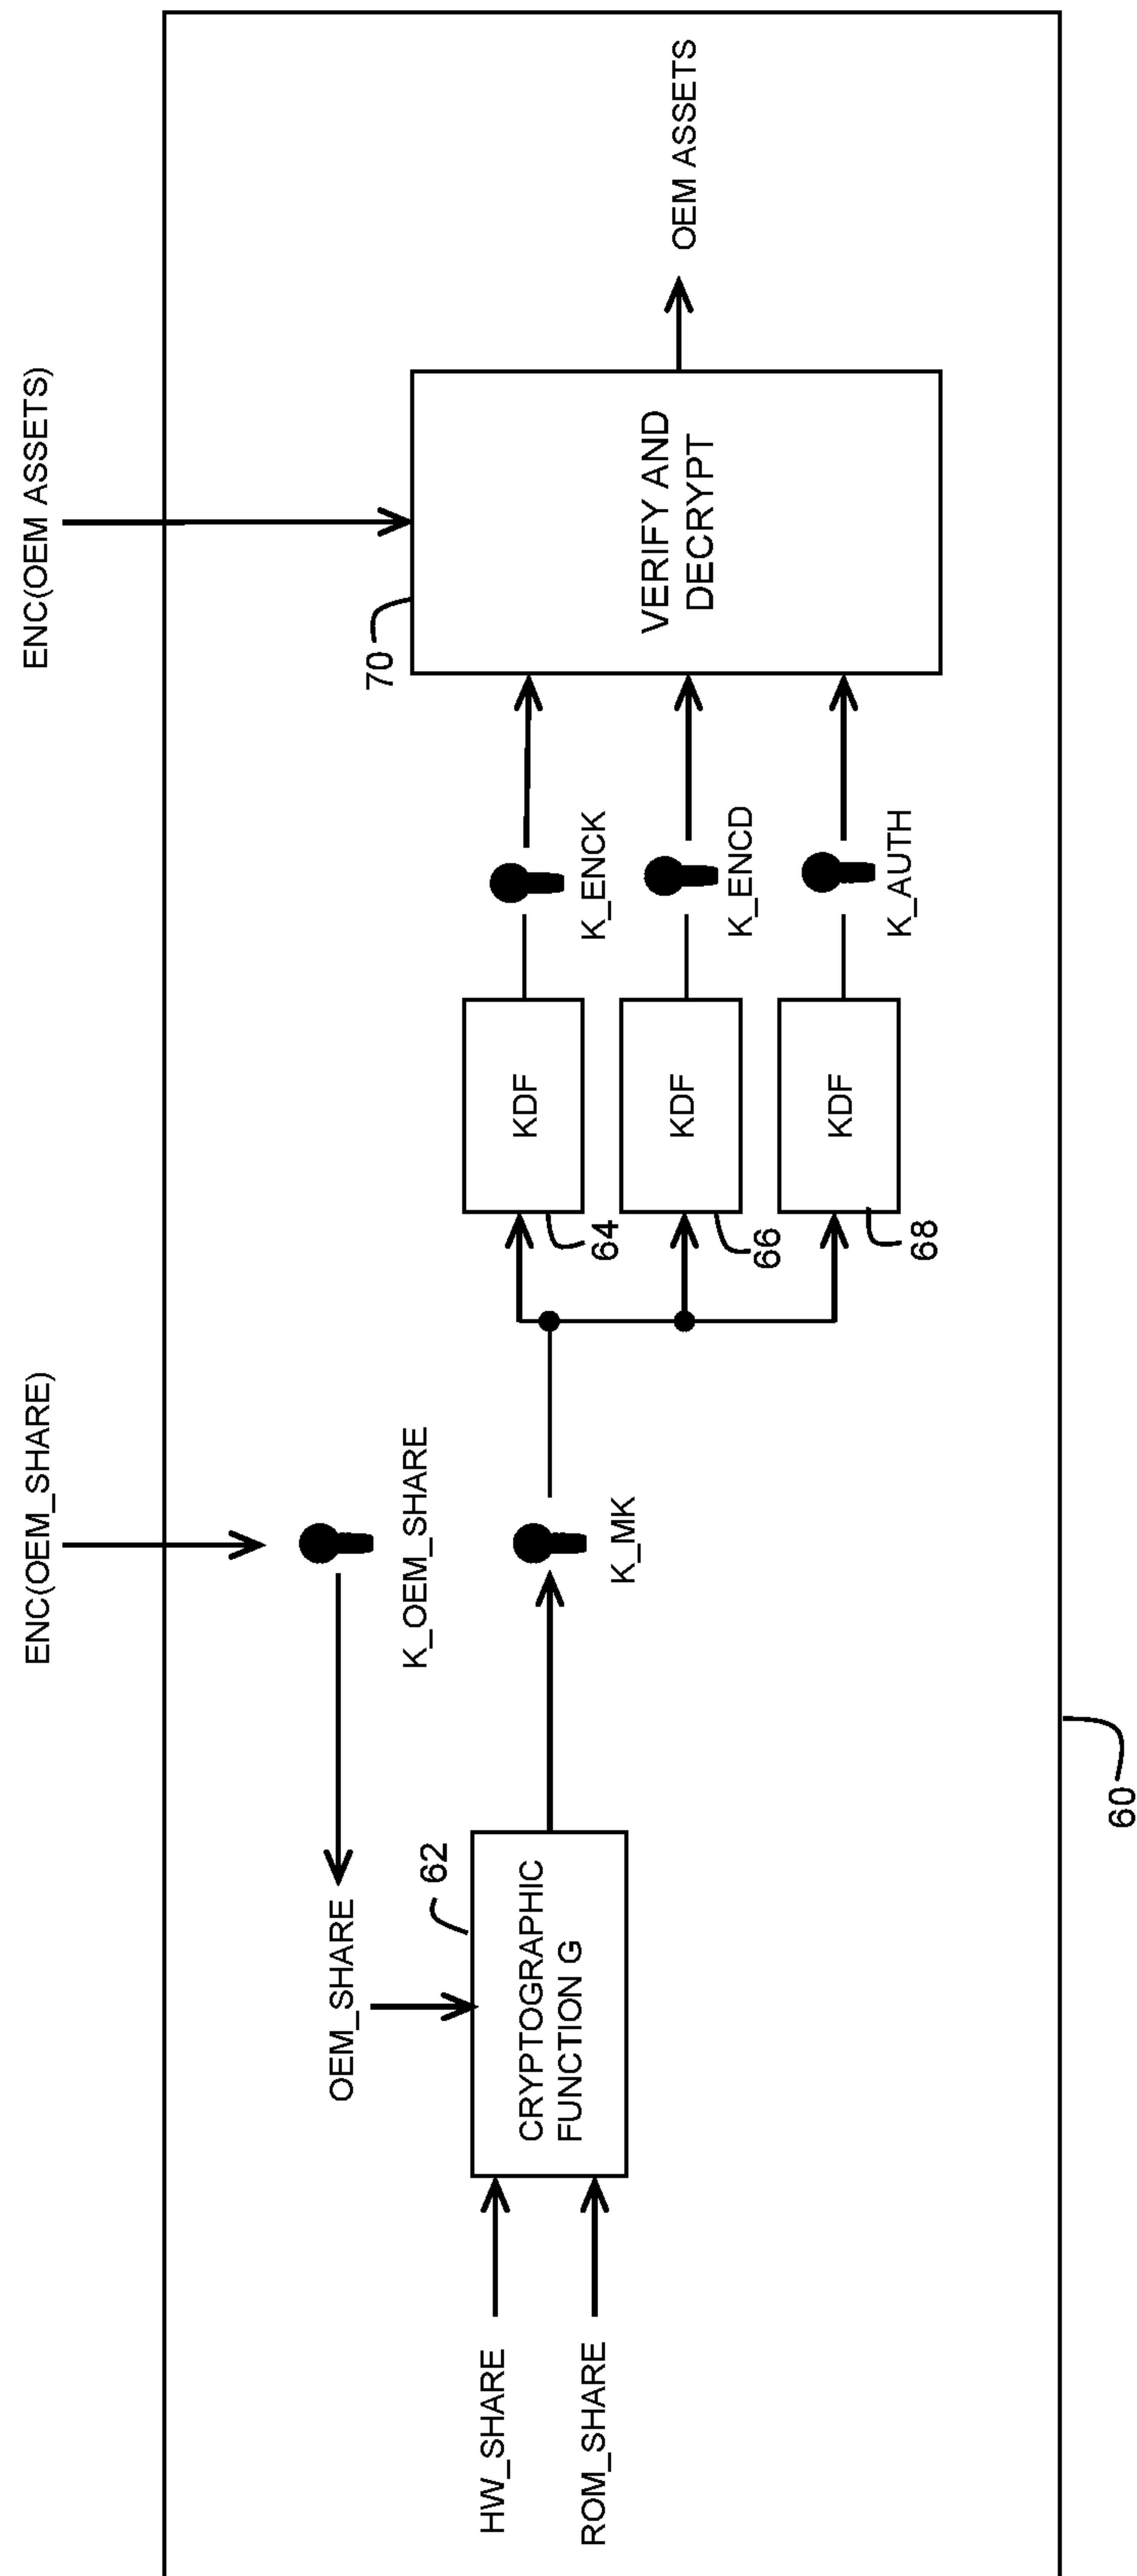 ENC(OEM_SHARE)
ENC(OEM ASSETS)
K_OEM_SHARE
OEM_SHARE
62
HW_SHARE
ROM_SHARE
CRYPTOGRAPHIC
FUNCTION G
K_MK
KDF
64
K_ENCK
KDF
66
K_ENCD
KDF
68
K_AUTH
70
VERIFY AND
DECRYPT
OEM ASSETS
60